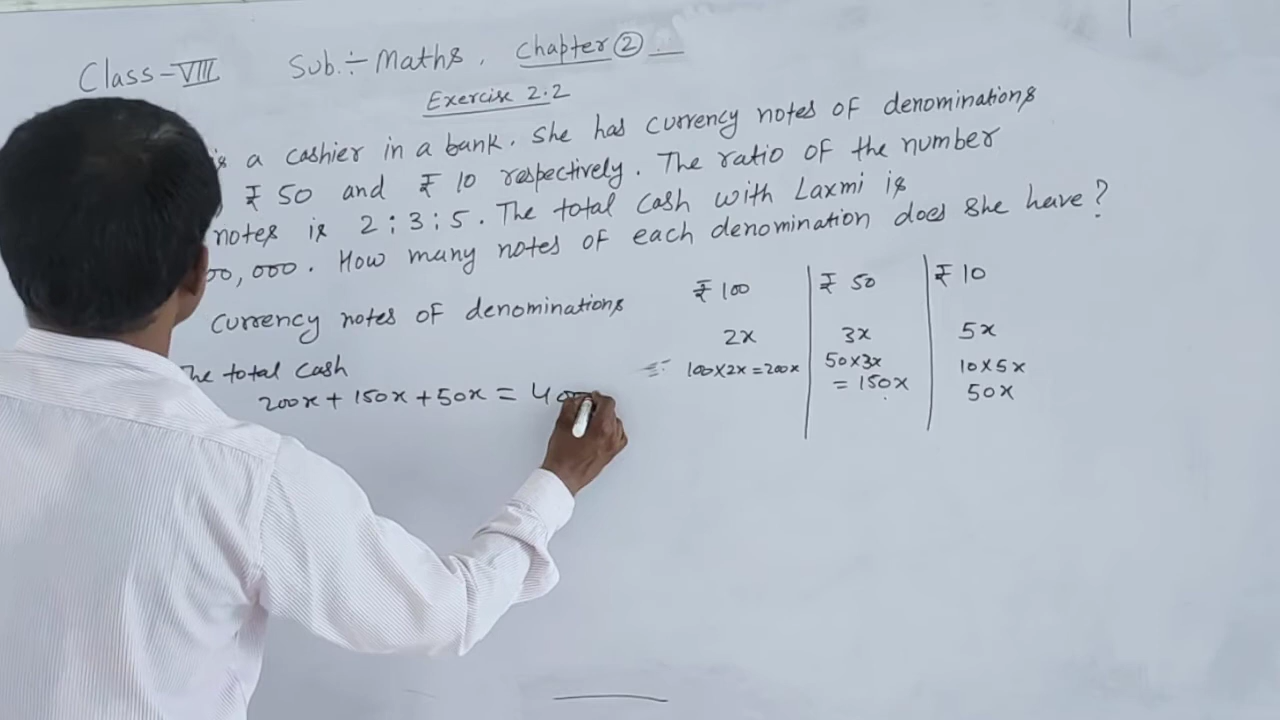 Class-VIII Sub.:- Maths, Chapter ②
Exercise 2.2
is a cashier in a bank. She has currency notes of denominations
₹ 50 and ₹ 10 respectively. The ratio of the number
notes is 2:3:5. The total cash with Laxmi is
00,000. How many notes of each denomination does she have?
Currency notes of denominations
₹ 100 ₹ 50 ₹ 10
2x 3x 5x
The total cash
100×2x=200x 50×3x 10×5x
= 150x 50x
200x+150x+50x=400